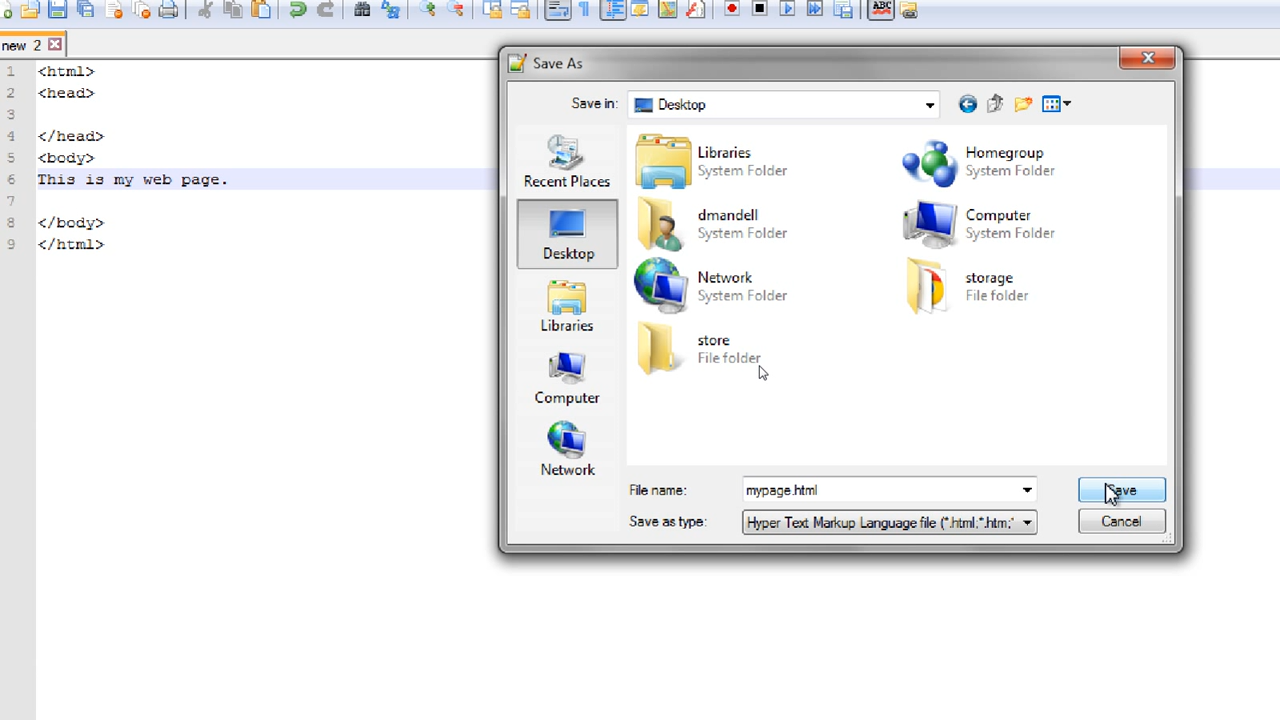 new 2
1 <html>
2 <head>
3
4 </head>
5 <body>
6 This is my web page.
7
8 </body>
9 </html>
ABC
Save As
Save in:
Desktop
Recent Places
Desktop
Libraries
Computer
Network
Libraries
System Folder
Homegroup
System Folder
dmandell
System Folder
Computer
System Folder
Network
System Folder
storage
File folder
store
File folder
File name:
mypage.html
Save
Save as type:
Hyper Text Markup Language file (*.html;*.htm;*
Cancel